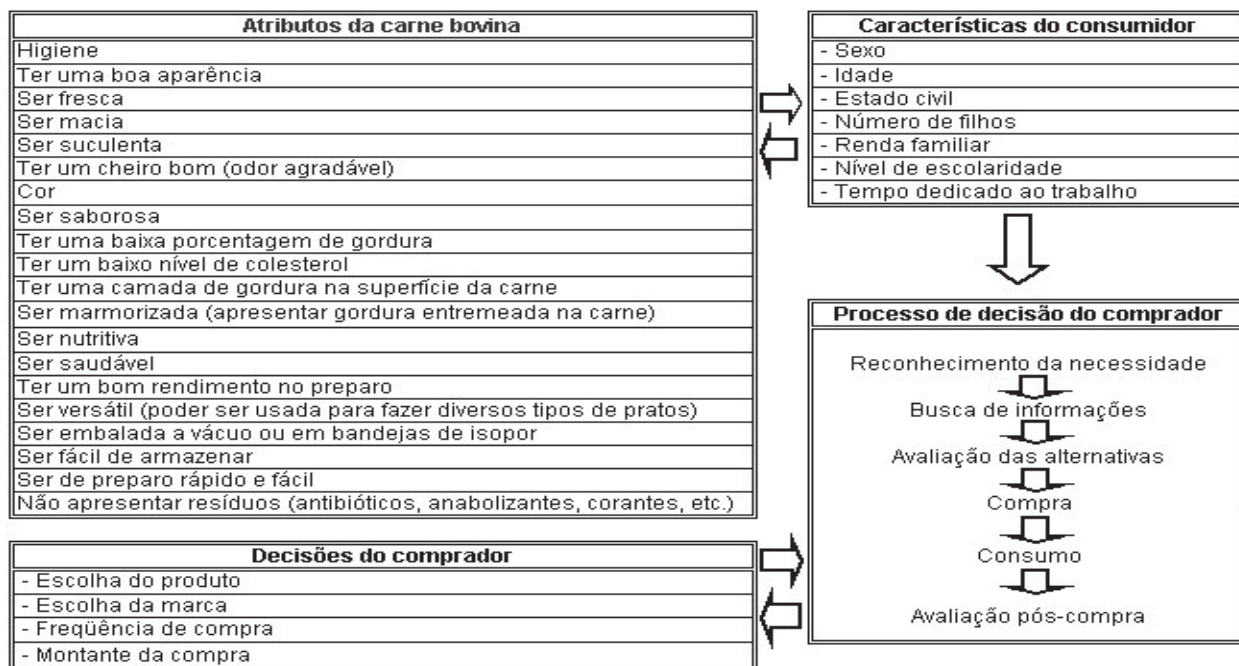 Atributos da carne bovina
Higiene
Ter uma boa aparência
Ser fresca
Ser macia
Ser suculenta
Ter um cheiro bom (odor agradável)
Cor
Ser saborosa
Ter uma baixa porcentagem de gordura
Ter um baixo nível de colesterol
Ter uma camada de gordura na superfície da carne
Ser marmorizada (apresentar gordura entremeada na carne)
Ser nutritiva
Ser saudável
Ter um bom rendimento no preparo
Ser versátil (poder ser usada para fazer diversos tipos de pratos)
Ser embalada a vácuo ou em bandejas de isopor
Ser fácil de armazenar
Ser de preparo rápido e fácil
Não apresentar resíduos (antibióticos, anabolizantes, corantes, etc.)
Características do consumidor
- Sexo
- Idade
- Estado civil
- Número de filhos
- Renda familiar
- Nível de escolaridade
- Tempo dedicado ao trabalho
Processo de decisão do comprador
Reconhecimento da necessidade
Busca de informações
Avaliação das alternativas
Compra
Consumo
Avaliação pós-compra
Decisões do comprador
- Escolha do produto
- Escolha da marca
- Freqüência de compra
- Montante da compra